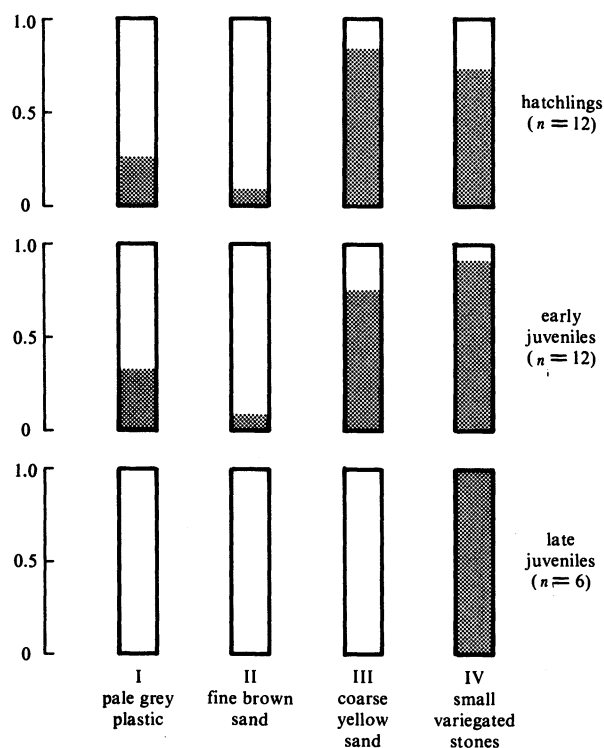 1.0
0.5
0
hatchlings
(n = 12)
1.0
0.5
0
early
juveniles
(n = 12)
1.0
0.5
0
late
juveniles
(n = 6)
I
pale grey
plastic
II
fine brown
sand
III
coarse
yellow
sand
IV
small
variegated
stones